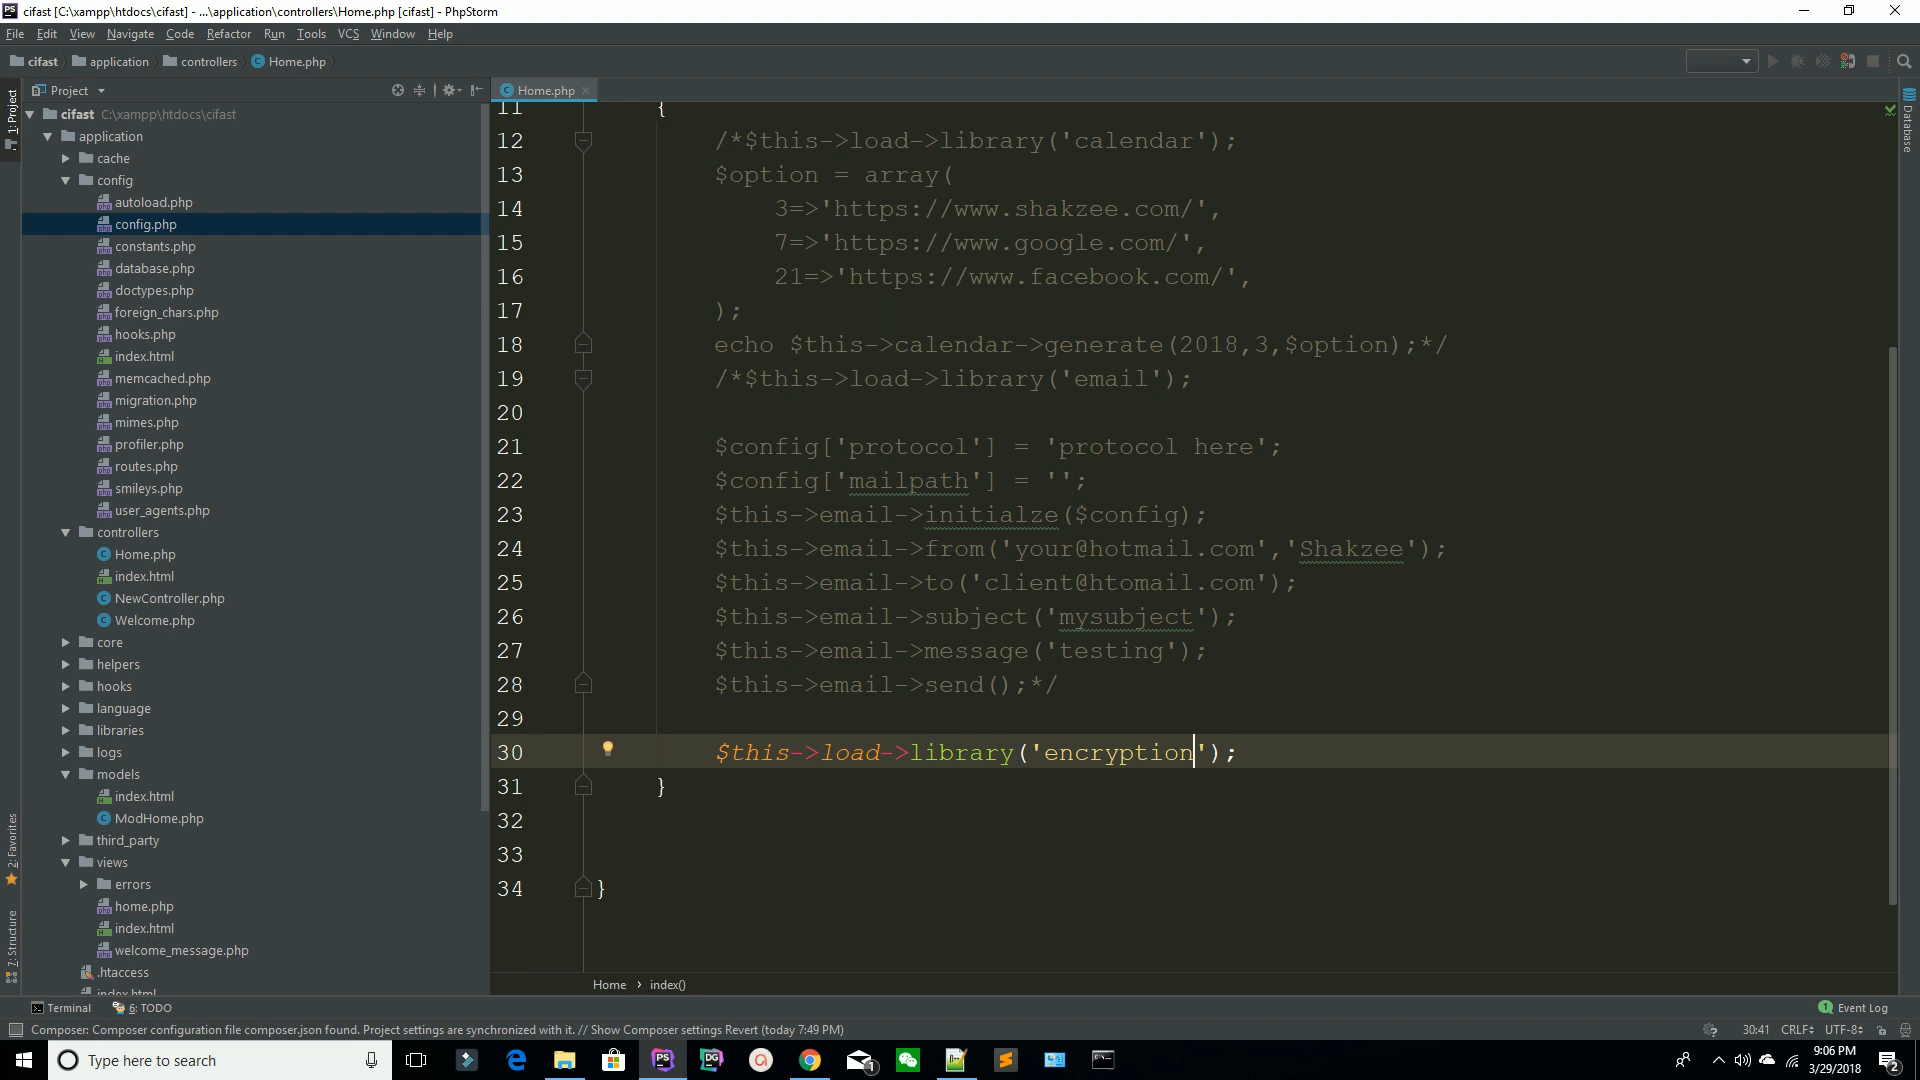 cifast [C:\xampp\htdocs\cifast] - ...\application\controllers\Home.php [cifast] - PhpStorm
File Edit View Navigate Code Refactor Run Tools VCS Window Help
cifast application controllers Home.php
Project
Home.php
1: Project
2: Favorites
7: Structure
Database
cifast C:\xampp\htdocs\cifast
application
cache
config
autoload.php
config.php
constants.php
database.php
doctypes.php
foreign_chars.php
hooks.php
index.html
memcached.php
migration.php
mimes.php
profiler.php
routes.php
smileys.php
user_agents.php
controllers
Home.php
index.html
NewController.php
Welcome.php
core
helpers
hooks
language
libraries
logs
models
index.html
ModHome.php
third_party
views
errors
home.php
index.html
welcome_message.php
.htaccess
index.html
11 {
12 /*$this->load->library('calendar');
13 $option = array(
14 3=>'https://www.shakzee.com/',
15 7=>'https://www.google.com/',
16 21=>'https://www.facebook.com/',
17 );
18 echo $this->calendar->generate(2018,3,$option);*/
19 /*$this->load->library('email');
20
21 $config['protocol'] = 'protocol here';
22 $config['mailpath'] = '';
23 $this->email->initialze($config);
24 $this->email->from('your@hotmail.com','Shakzee');
25 $this->email->to('client@htomail.com');
26 $this->email->subject('mysubject');
27 $this->email->message('testing');
28 $this->email->send();*/
29
30 $this->load->library('encryption');
31 }
32
33
34 }
Home › index()
Terminal 6: TODO
1 Event Log
Composer: Composer configuration file composer.json found. Project settings are synchronized with it. // Show Composer settings Revert (today 7:49 PM)
30:41 CRLF UTF-8
Type here to search
PS
DG
1
9:06 PM
3/29/2018
2